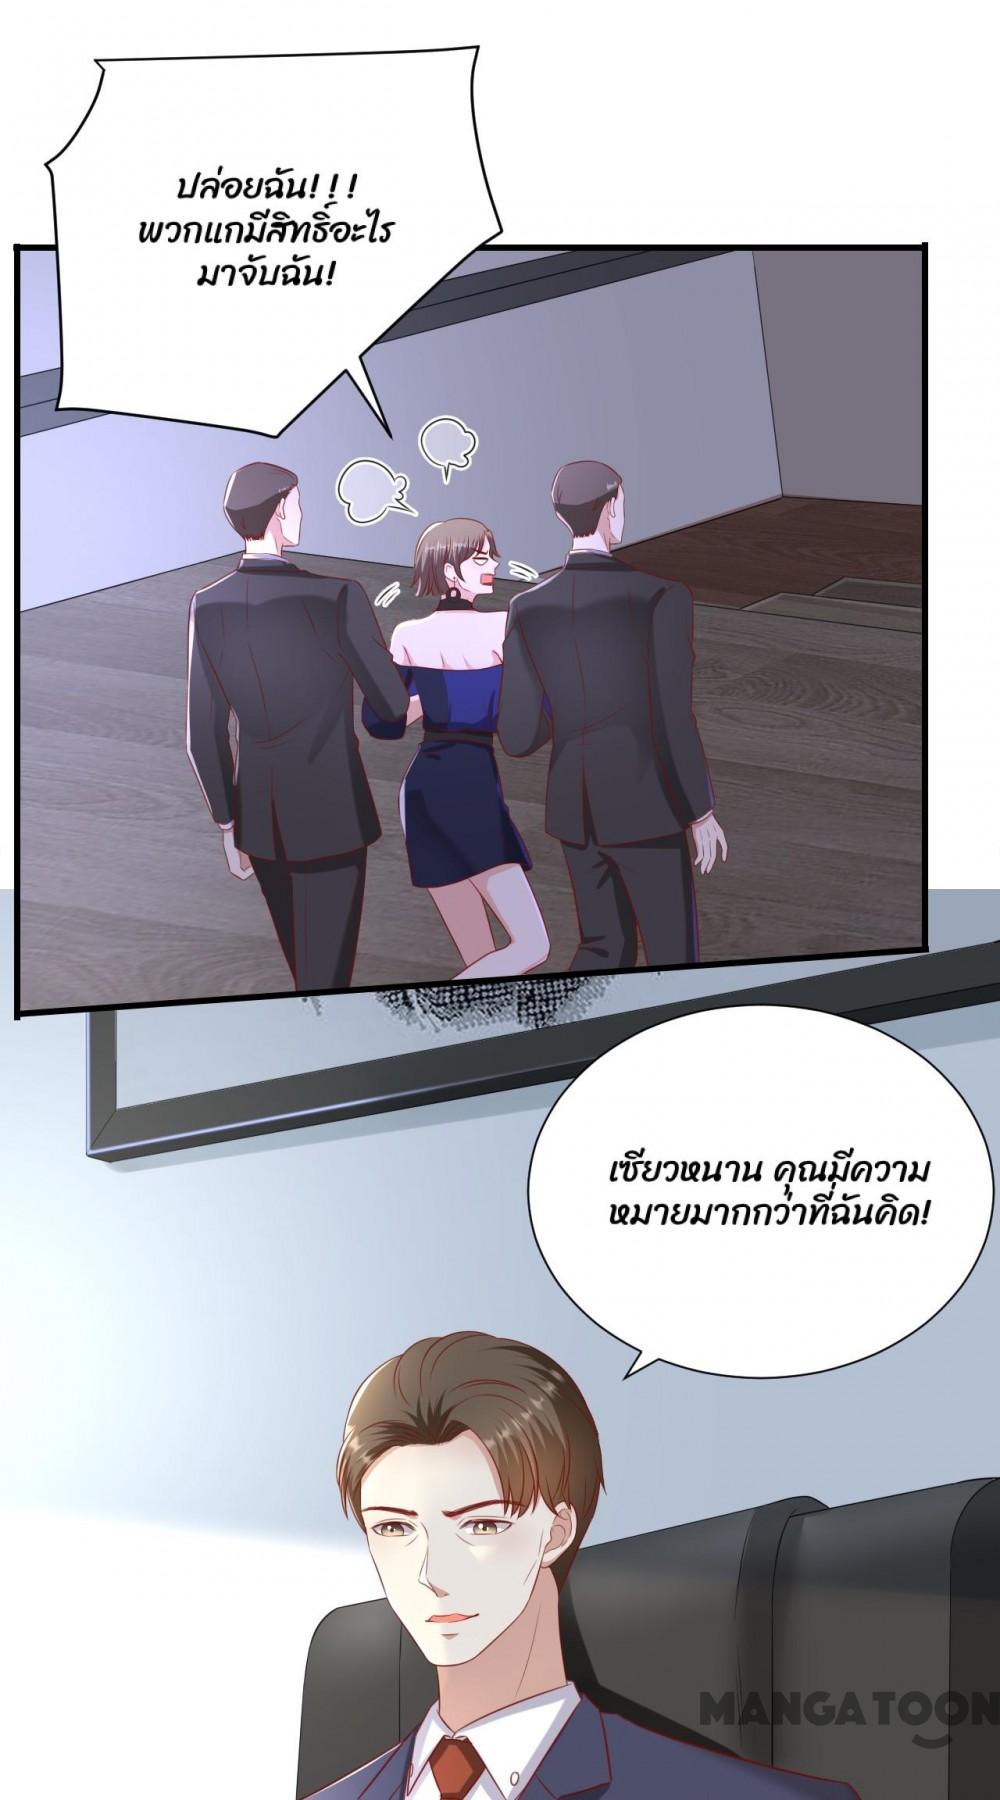 ปล่อยฉัน!!!
พวกแกมีสิทธิ์อะไร
มาจับฉัน!
เซียวหนาน คุณมีความ
หมายมากกว่าที่ฉันคิด!
MANGATOON